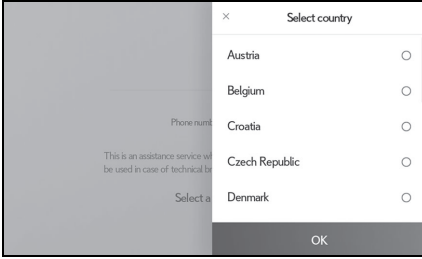 × Select country
Austria
Belgium
Croatia
Phone
Czech Republic
This is an assistance service
be used in case of technical
Select a
Denmark
OK